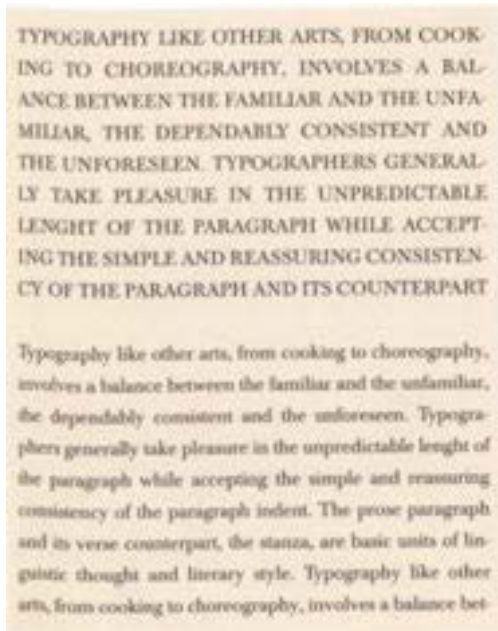 TYPOGRAPHY LIKE OTHER ARTS, FROM COOK-
ING TO CHOREOGRAPHY, INVOLVES A BAL-
ANCE BETWEEN THE FAMILIAR AND THE UNFA-
MILIAR, THE DEPENDABLY CONSISTENT AND
THE UNFORESEEN. TYPOGRAPHERS GENERAL-
LY TAKE PLEASURE IN THE UNPREDICTABLE
LENGHT OF THE PARAGRAPH WHILE ACCEPT-
ING THE SIMPLE AND REASSURING CONSISTEN-
CY OF THE PARAGRAPH AND ITS COUNTERPART
Typography like other arts, from cooking to choreography,
involves a balance between the familiar and the unfamiliar,
the dependably consistent and the unforeseen. Typogra-
phers generally take pleasure in the unpredictable lenght of
the paragraph while accepting the simple and reassuring
consistency of the paragraph indent. The prose paragraph
and its verse counterpart, the stanza, are basic units of lin-
guistic thought and literary style. Typography like other
arts, from cooking to choreography, involves a balance bet-